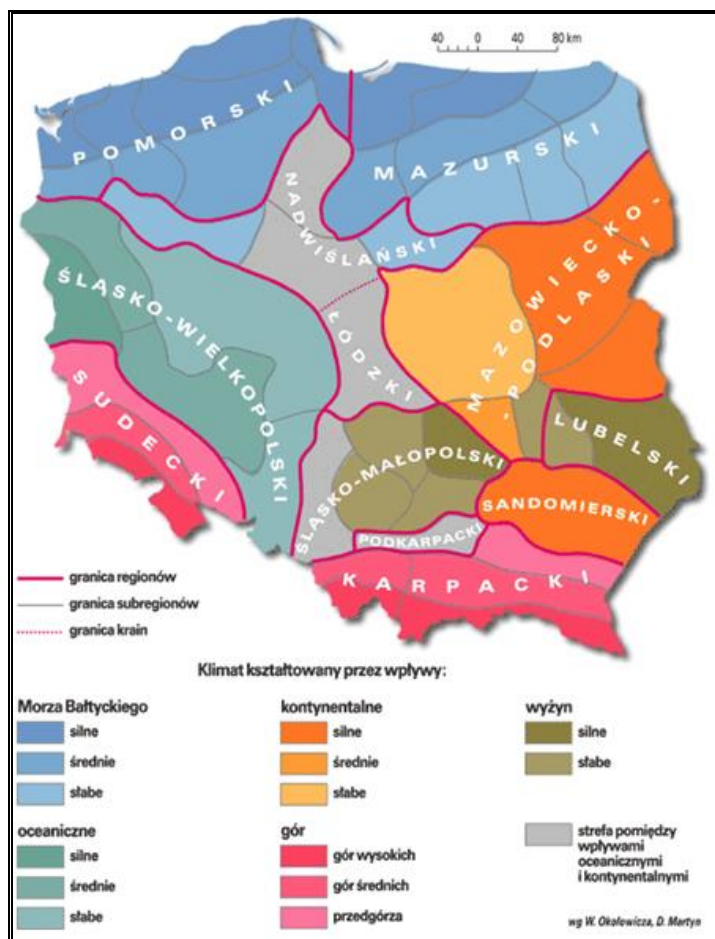 40 0 40 80 km
POMORSKI
MAZURSKI
NADWIŚLAŃSKI
MAZOWIECKO-
-PODLASKI
ŚLĄSKO-WIELKOPOLSKI
ŁÓDZKI
SUDECKI
LUBELSKI
ŚLĄSKO-MAŁOPOLSKI
SANDOMIERSKI
PODKARPACKI
KARPACKI
granica regionów
granica subregionów
granica krain
Klimat kształtowany przez wpływy:
Morza Bałtyckiego
silne
średnie
słabe
kontynentalne
silne
średnie
słabe
wyżyn
silne
słabe
oceaniczne
silne
średnie
słabe
gór
gór wysokich
gór średnich
przedgórza
strefa pomiędzy
wpływami
oceanicznymi
i kontynentalnymi
wg W. Okołowicza, D. Martyn